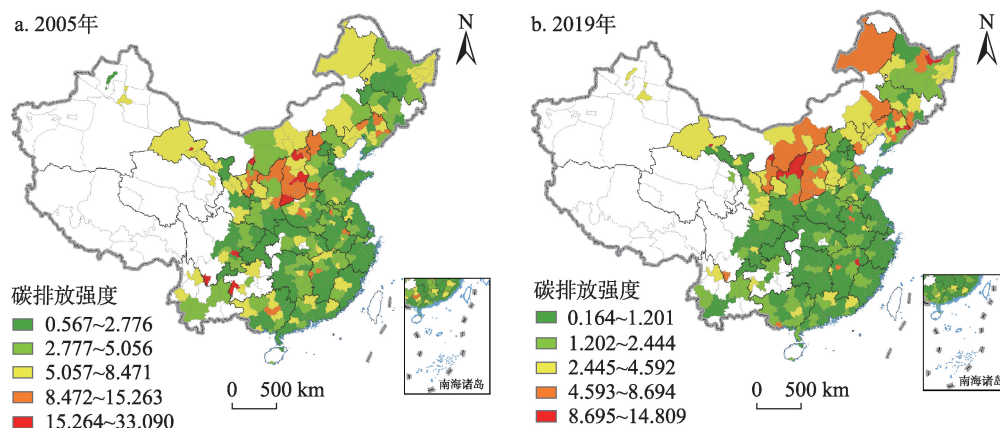 a. 2005年
N
碳排放强度
0.567~2.776
2.777~5.056
5.057~8.471
8.472~15.263
15.264~33.090
0 500 km
南海诸岛
b. 2019年
N
碳排放强度
0.164~1.201
1.202~2.444
2.445~4.592
4.593~8.694
8.695~14.809
0 500 km
南海诸岛